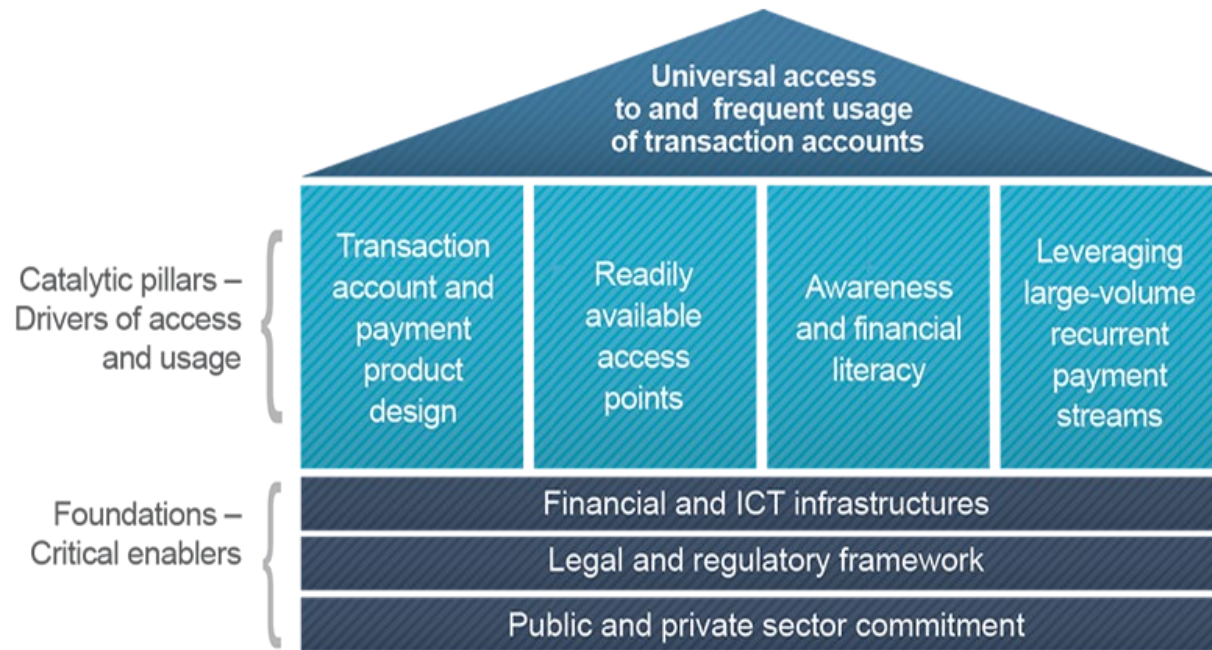 Universal access
to and frequent usage
of transaction accounts
Catalytic pillars –
Drivers of access
and usage
Transaction
account and
payment
product
design
Readily
available
access
points
Awareness
and financial
literacy
Leveraging
large-volume
recurrent
payment
streams
Foundations –
Critical enablers
Financial and ICT infrastructures
Legal and regulatory framework
Public and private sector commitment